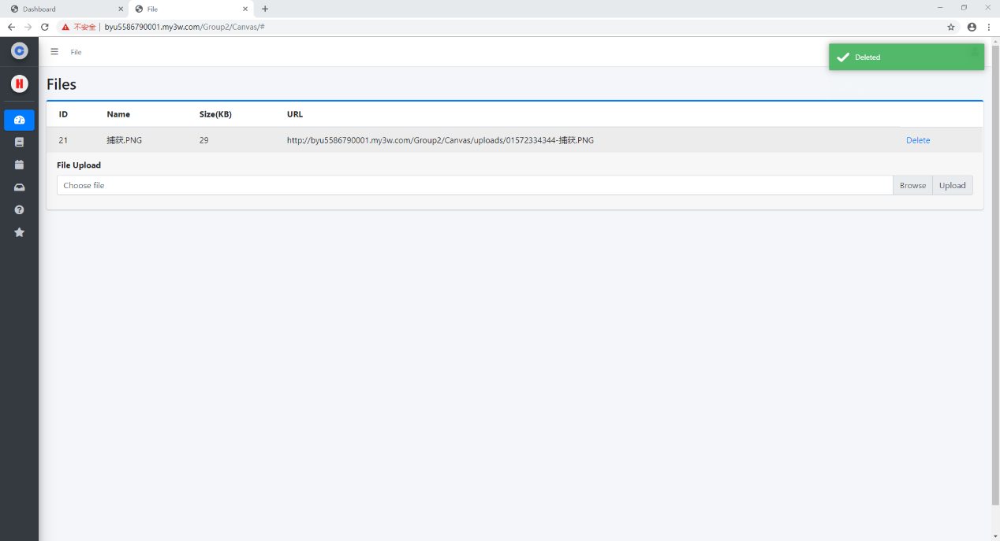 Dashboard
File
不安全 | byu5586790001.my3w.com/Group2/Canvas/#
File
Deleted
Files
ID Name Size(KB) URL
21 捕获.PNG 29 http://byu5586790001.my3w.com/Group2/Canvas/uploads/01572334344-捕获.PNG Delete
File Upload
Choose file Browse Upload